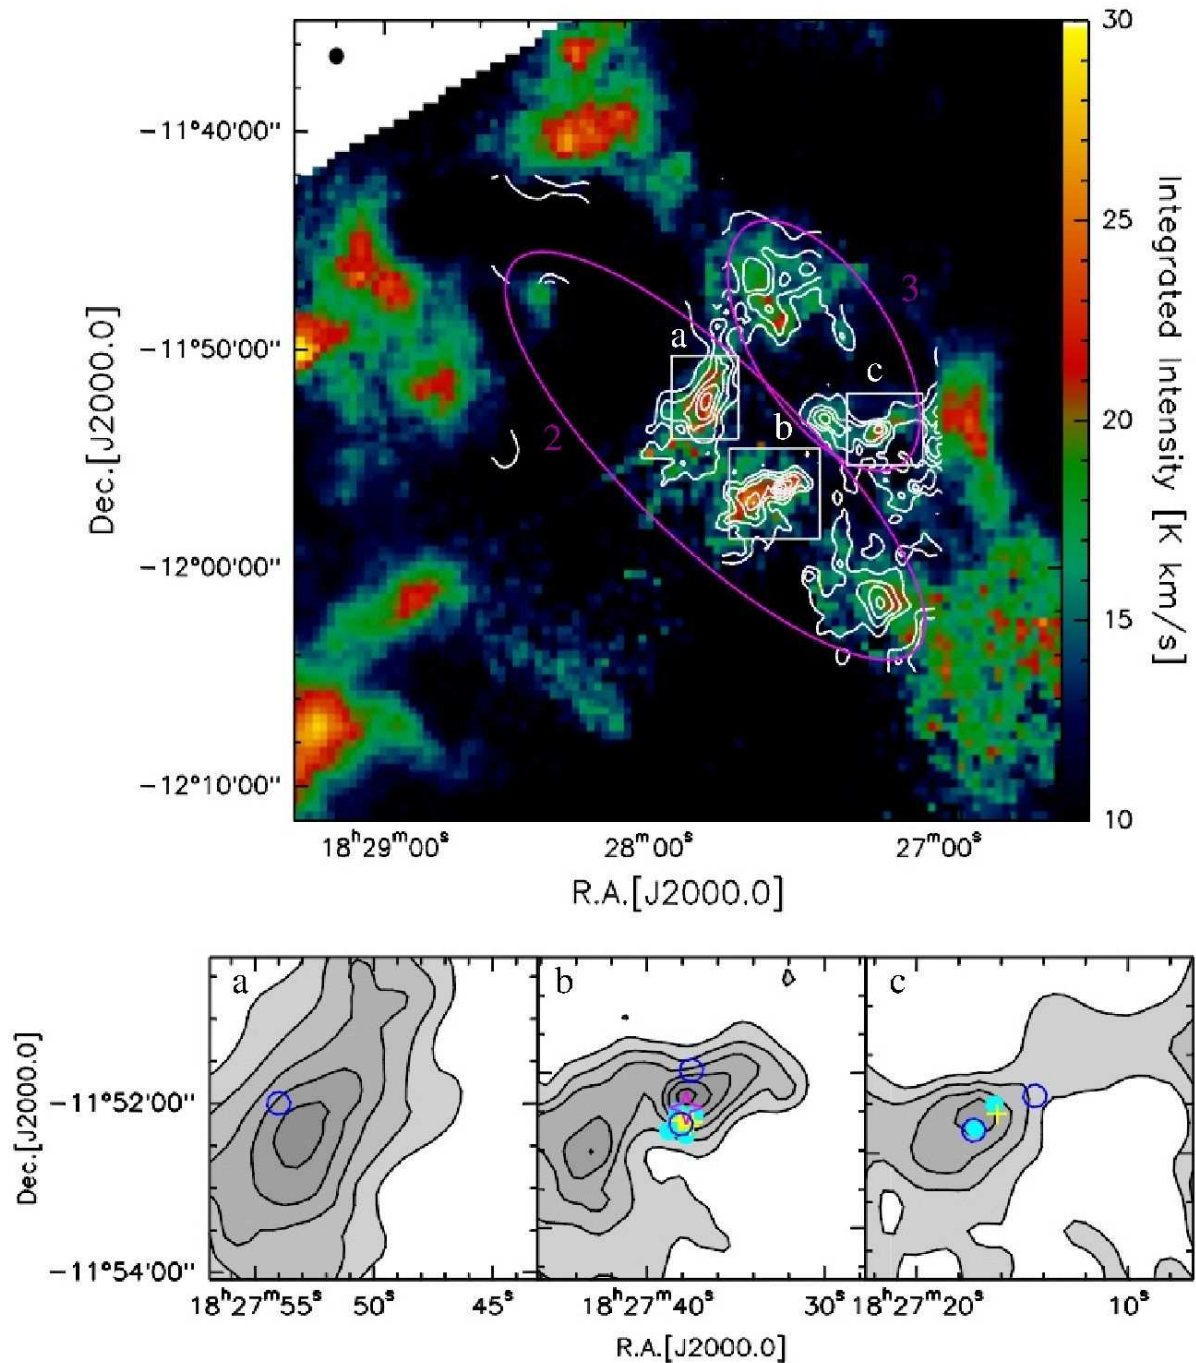 30
−11°40'00"
25
3
−11°50'00"
a
c
20
2
b
−12°00'00"
15
−12°10'00"
10
Dec.[J2000.0]
Integrated Intensity [K km/s]
18ʰ29ᵐ00ˢ 28ᵐ00ˢ 27ᵐ00ˢ
R.A.[J2000.0]
a b c
−11°52'00"
Dec.[J2000.0]
−11°54'00"
18ʰ27ᵐ55ˢ 50ˢ 45ˢ 18ʰ27ᵐ40ˢ 30ˢ 18ʰ27ᵐ20ˢ 10ˢ
R.A.[J2000.0]